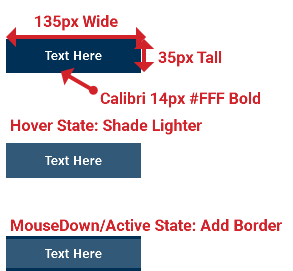 135px Wide
Text Here
35px Tall
Calibri 14px #FFF Bold
Hover State: Shade Lighter
Text Here
MouseDown/Active State: Add Border
Text Here